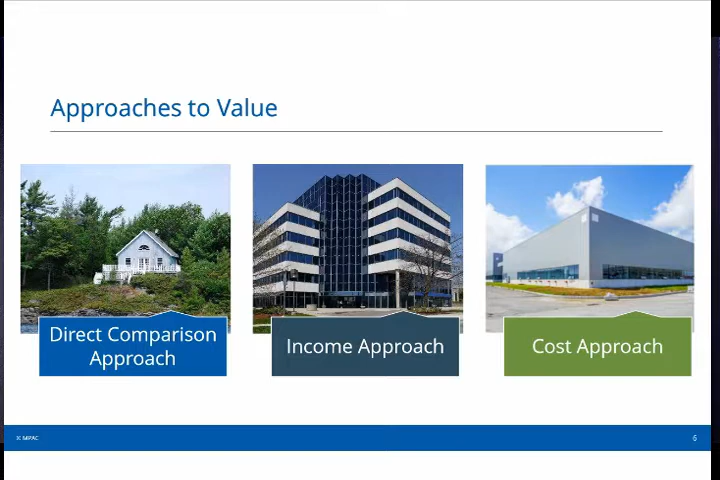 Approaches to Value
Direct Comparison
Approach
Income Approach
Cost Approach
© MPAC
6